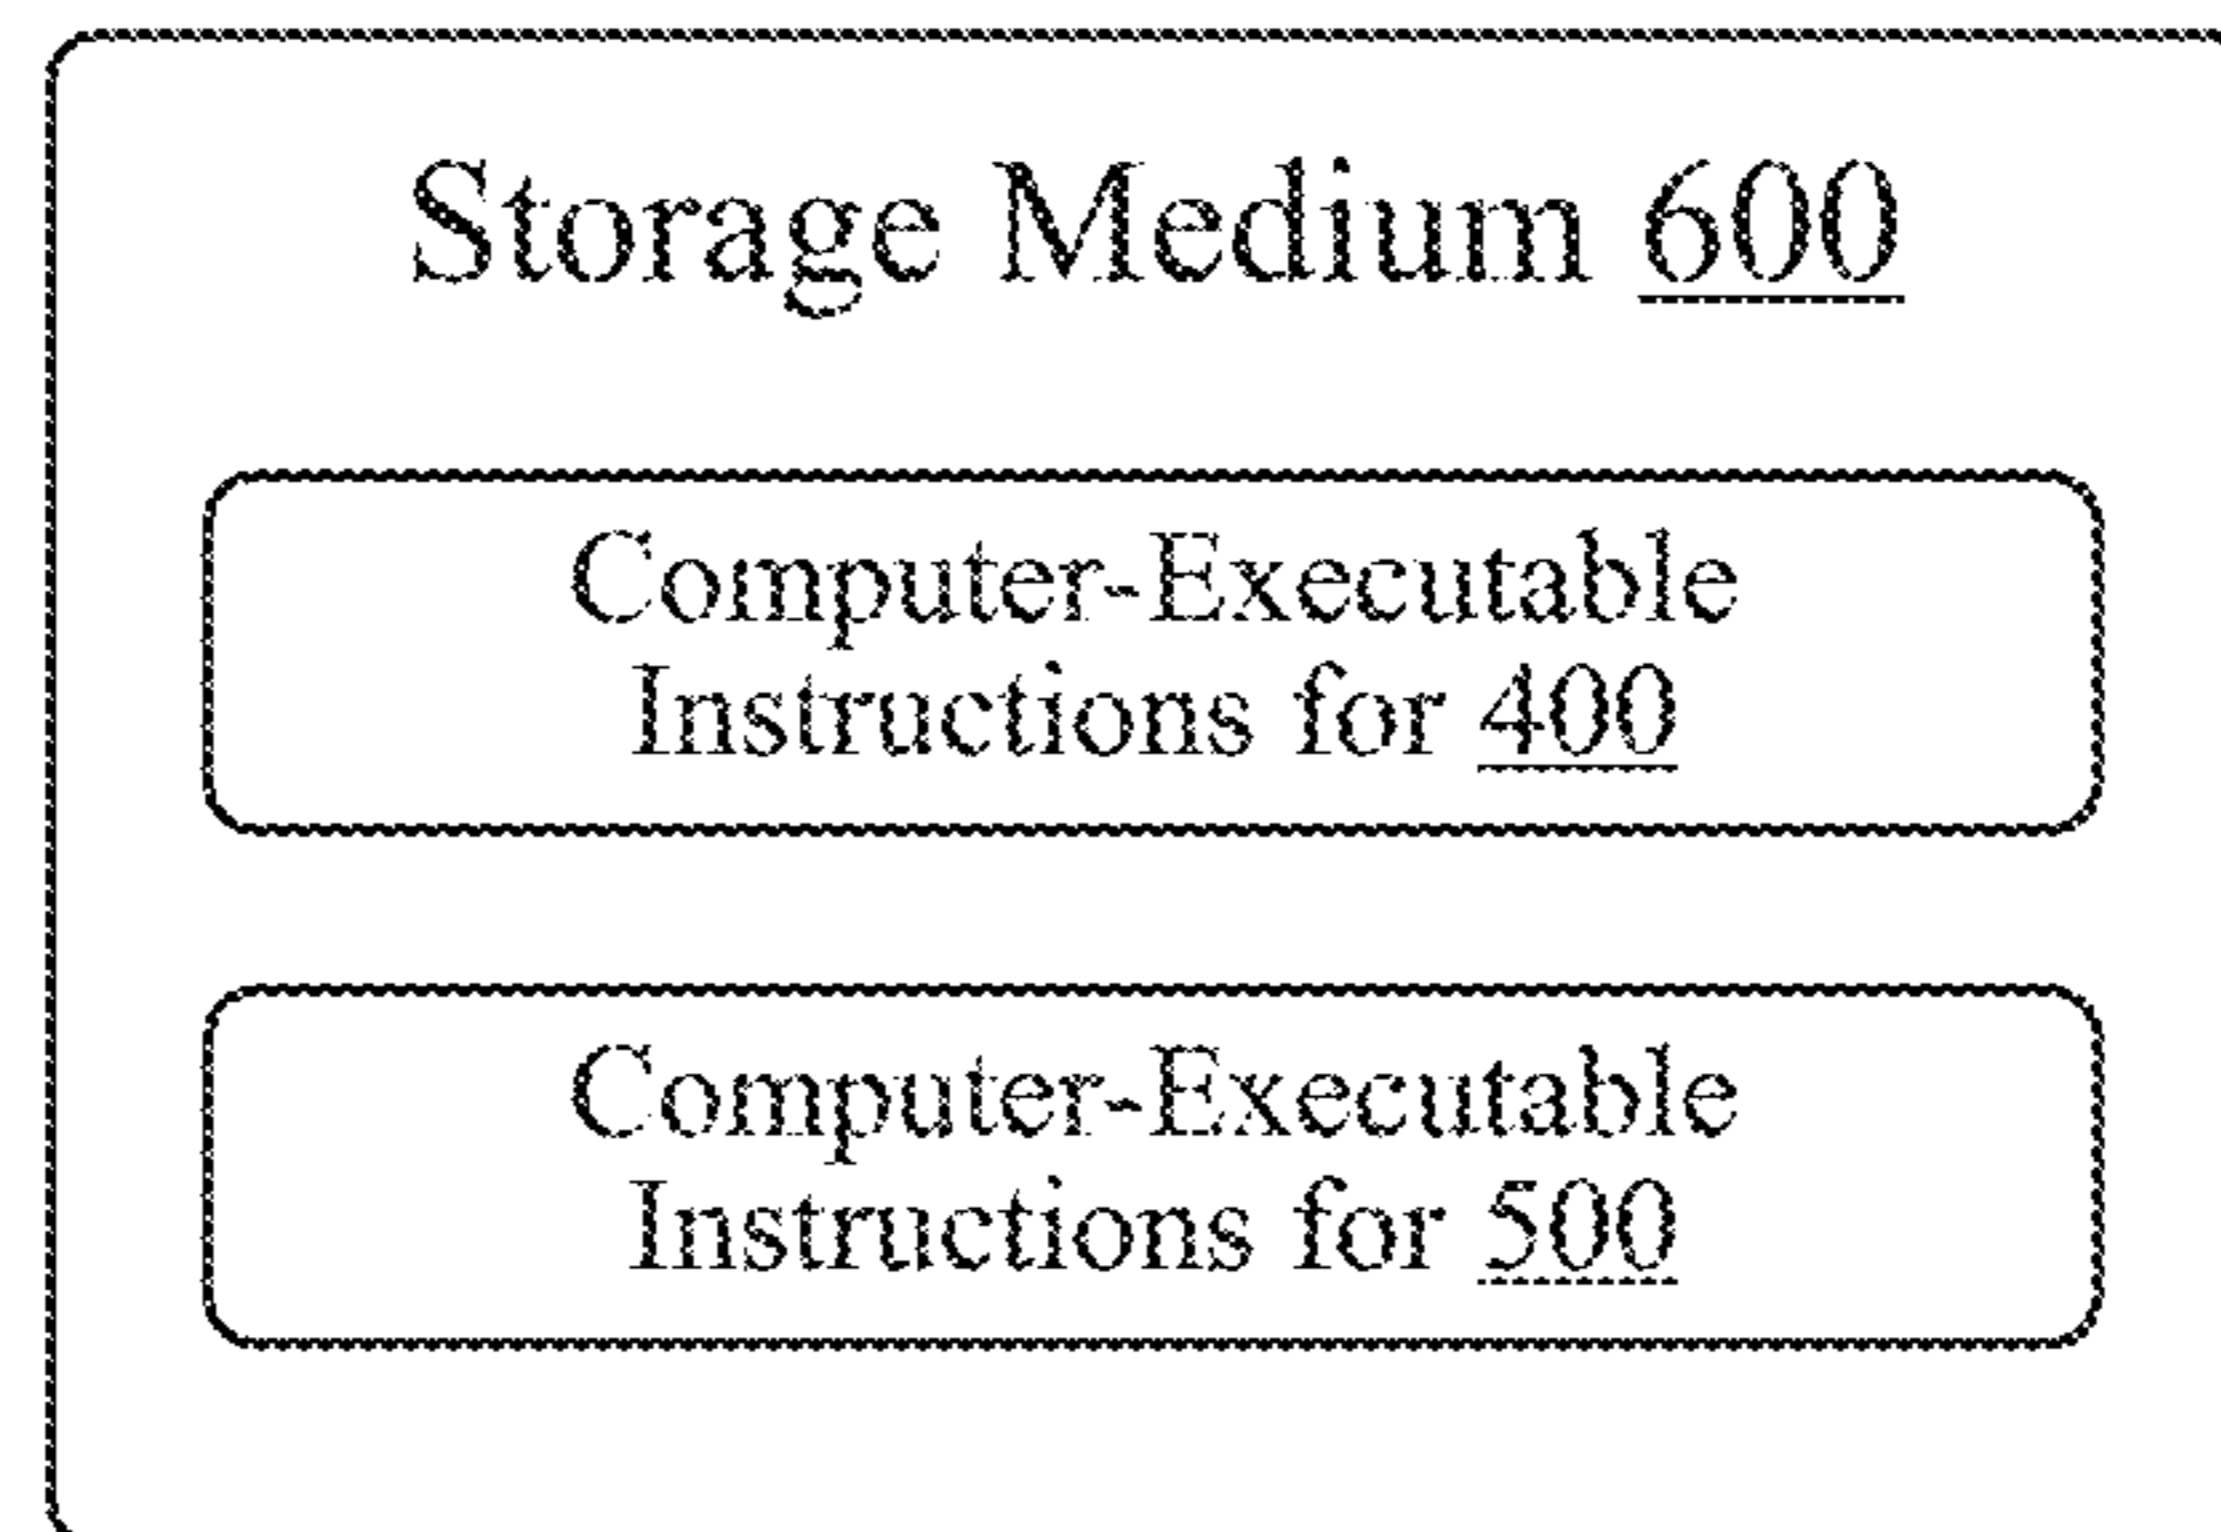 Storage Medium 600
Computer-Executable
Instructions for 400
Computer-Executable
Instructions for 500